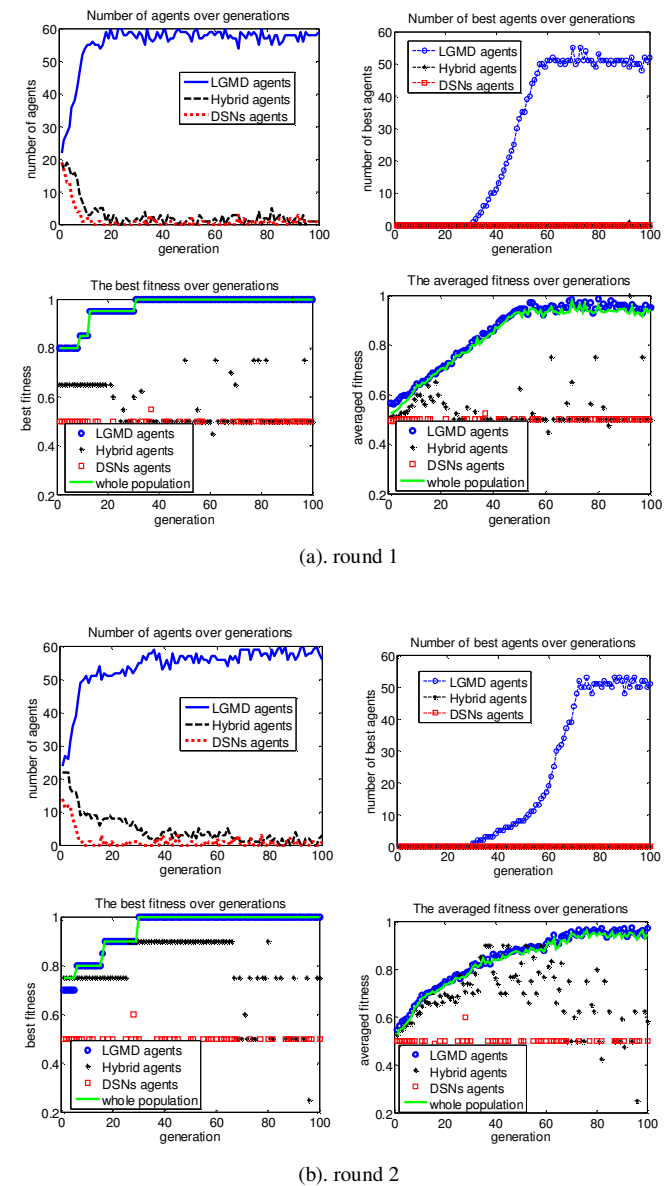 Number of agents over generations
60
50
40
30
20
10
0
0 20 40 60 80 100
number of agents
generation
LGMD agents
Hybrid agents
DSNs agents
Number of best agents over generations
60
50
40
30
20
10
0
0 20 40 60 80 100
number of best agents
generation
LGMD agents
Hybrid agents
DSNs agents
The best fitness over generations
1
0.8
0.6
0.4
0.2
0 20 40 60 80 100
best fitness
generation
LGMD agents
Hybrid agents
DSNs agents
whole population
The averaged fitness over generations
1
0.8
0.6
0.4
0.2
0 20 40 60 80 100
averaged fitness
generation
LGMD agents
Hybrid agents
DSNs agents
whole population
(a). round 1
Number of agents over generations
60
50
40
30
20
10
0
0 20 40 60 80 100
number of agents
generation
LGMD agents
Hybrid agents
DSNs agents
Number of best agents over generations
60
50
40
30
20
10
0
0 20 40 60 80 100
number of best agents
generation
LGMD agents
Hybrid agents
DSNs agents
The best fitness over generations
1
0.8
0.6
0.4
0.2
0 20 40 60 80 100
best fitness
generation
LGMD agents
Hybrid agents
DSNs agents
whole population
The averaged fitness over generations
1
0.8
0.6
0.4
0.2
0 20 40 60 80 100
averaged fitness
generation
LGMD agents
Hybrid agents
DSNs agents
whole population
(b). round 2